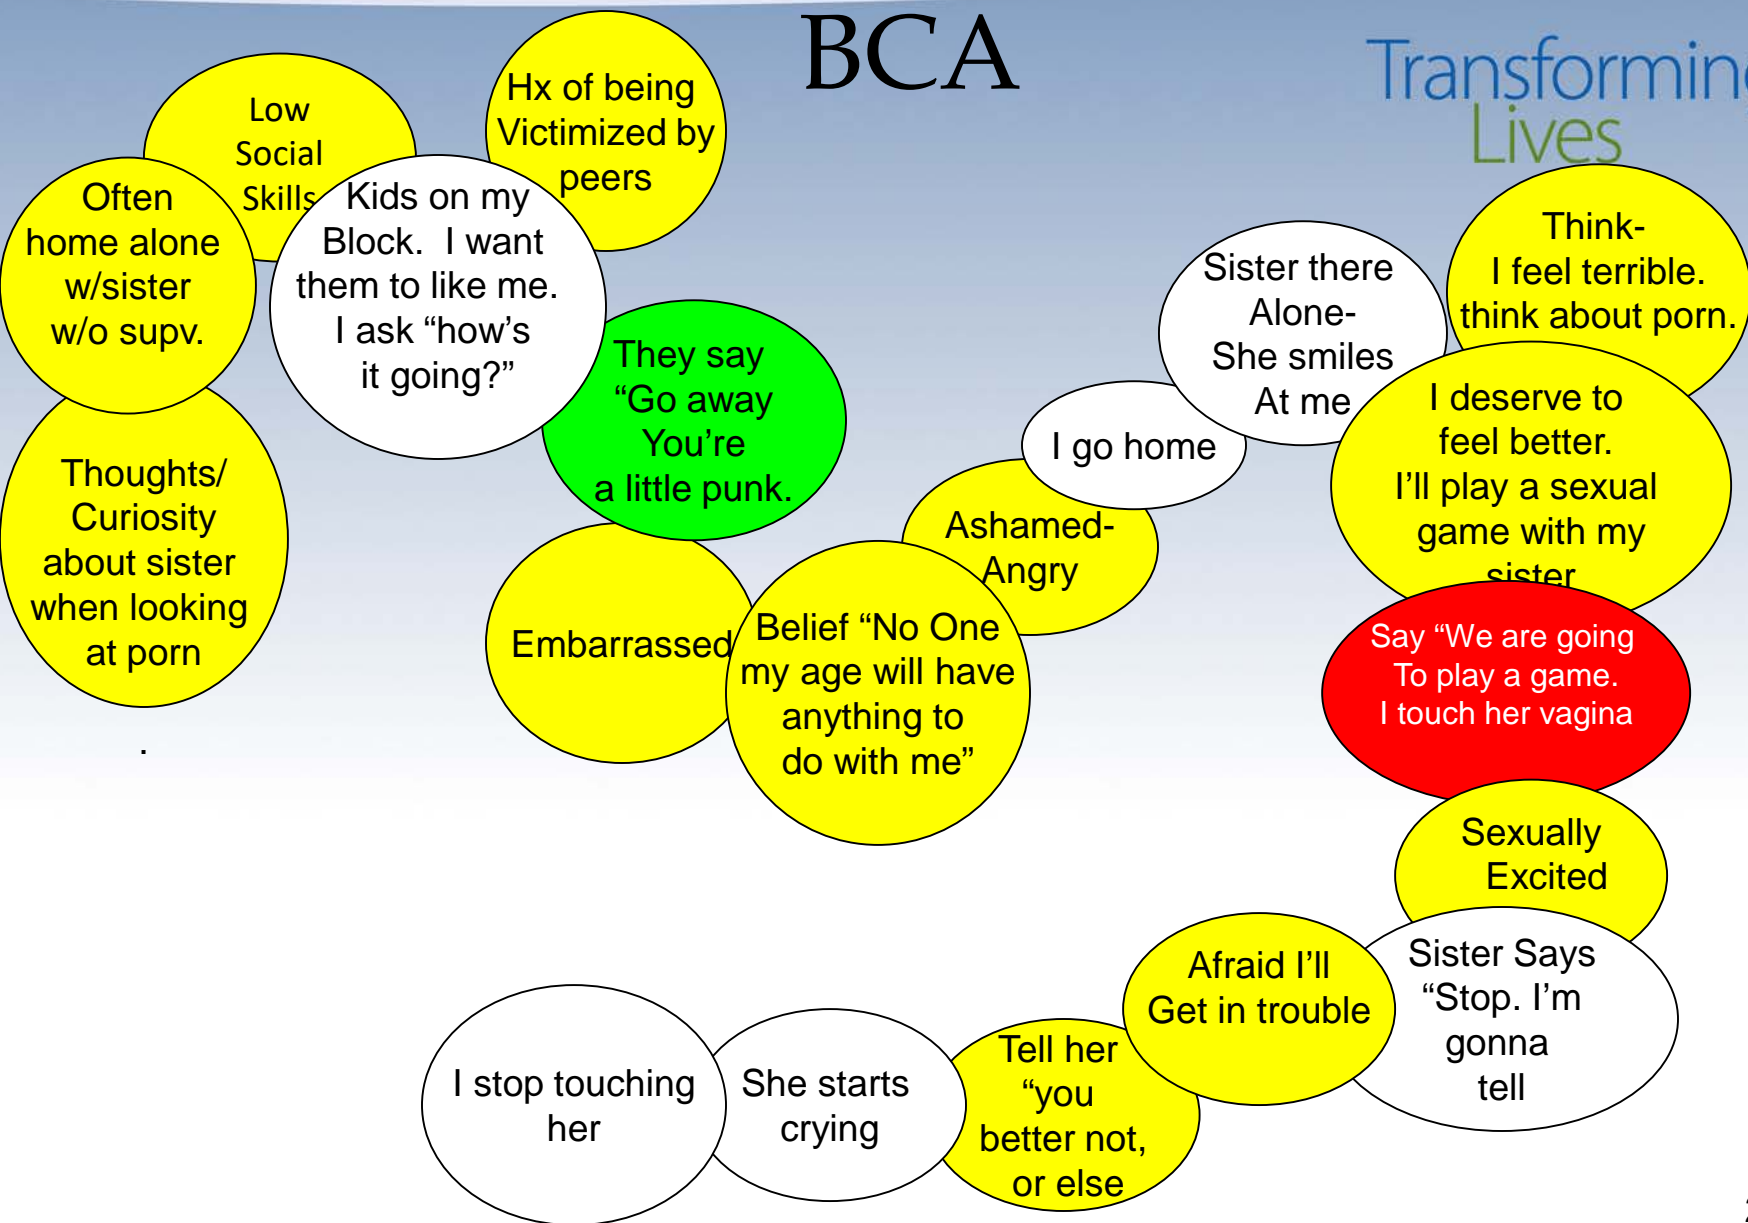 BCA
Transforming
Lives
Low
Social
Skills
Hx of being
Victimized by
peers
Often
home alone
w/sister
w/o supv.
Thoughts/
Curiosity
about sister
when looking
at porn
.
Kids on my
Block. I want
them to like me.
I ask “how’s
it going?”
They say
“Go away
You’re
a little punk.
Embarrassed
Belief “No One
my age will have
anything to
do with me”
Ashamed-
Angry
I go home
Sister there
Alone-
She smiles
At me
Think-
I feel terrible.
think about porn.
I deserve to
feel better.
I’ll play a sexual
game with my
sister
Say “We are going
To play a game.
I touch her vagina
Sexually
Excited
Sister Says
“Stop. I’m
gonna
tell
Afraid I’ll
Get in trouble
Tell her
“you
better not,
or else
She starts
crying
I stop touching
her